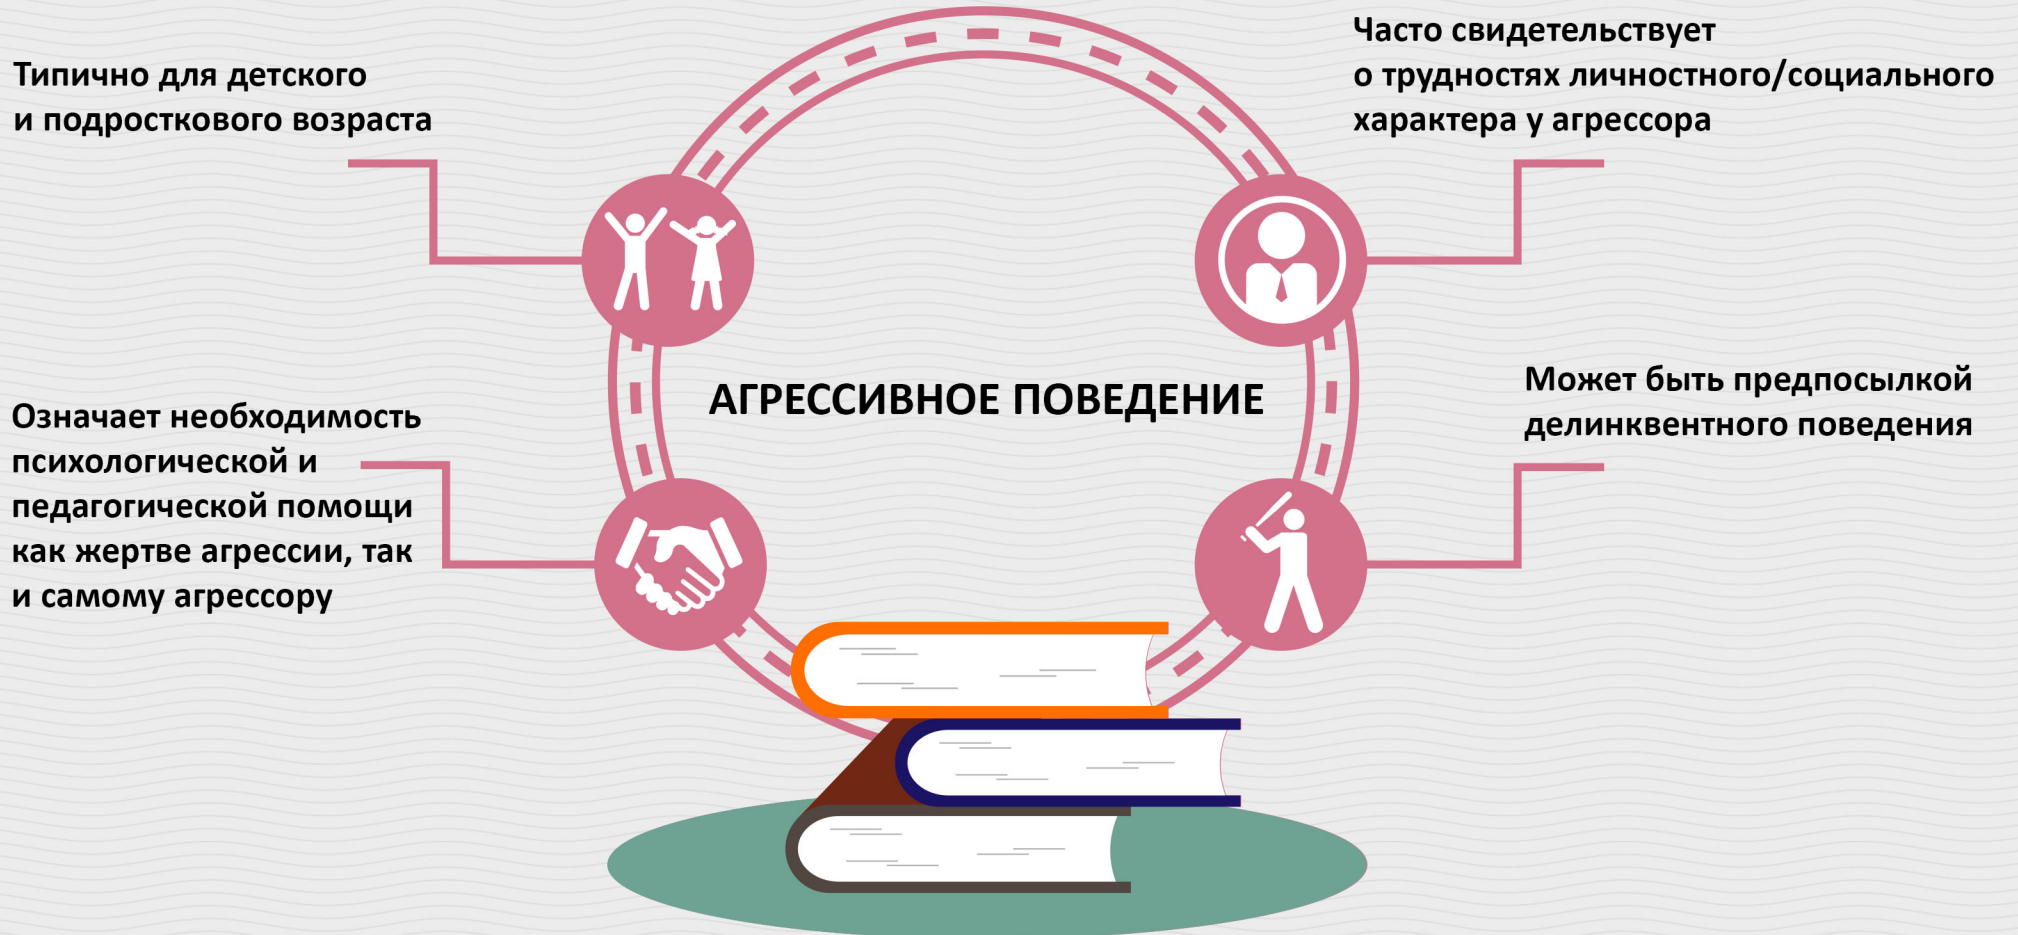 Типично для детского
и подросткового возраста
Часто свидетельствует
о трудностях личностного/социального
характера у агрессора
АГРЕССИВНОЕ ПОВЕДЕНИЕ
Означает необходимость
психологической и
педагогической помощи
как жертве агрессии, так
и самому агрессору
Может быть предпосылкой
делинквентного поведения